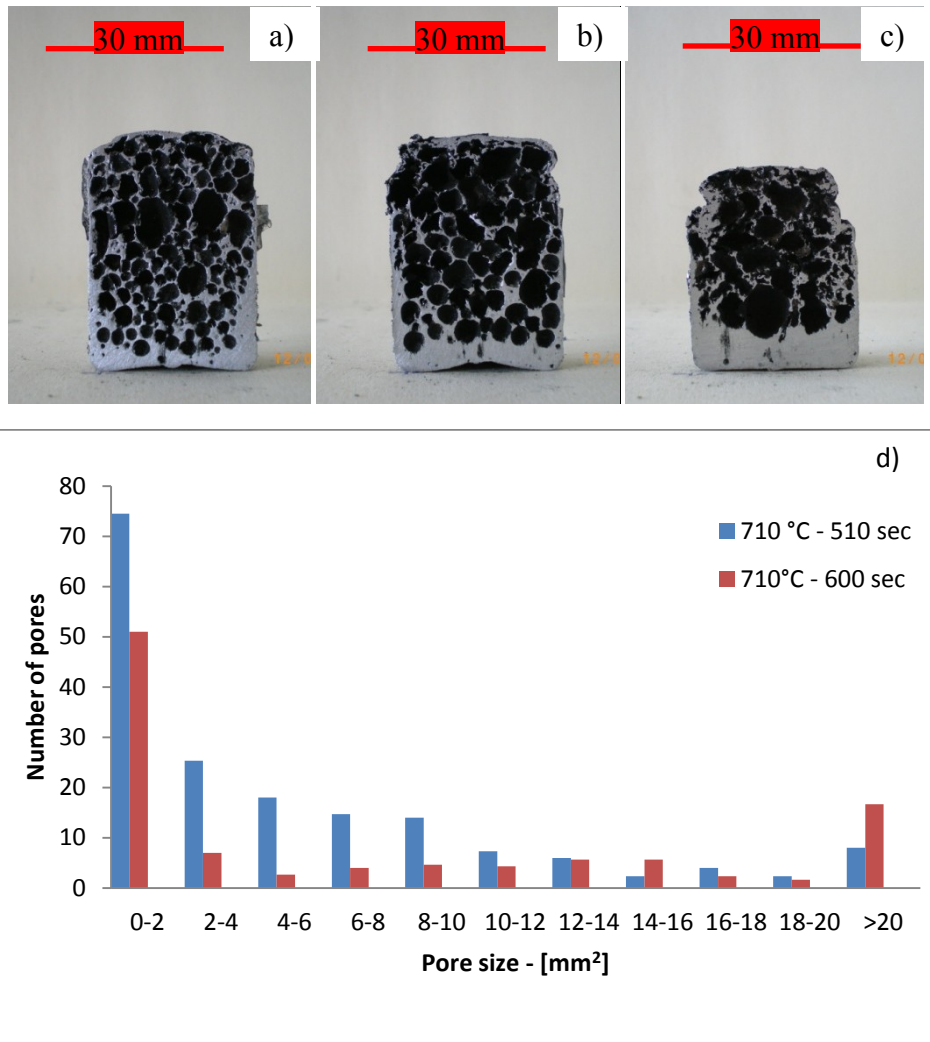 30 mm a)
30 mm b)
30 mm c)
d)
80
70
60
50
40
30
20
10
0
Number of pores
710 °C - 510 sec
710°C - 600 sec
0-2 2-4 4-6 6-8 8-10 10-12 12-14 14-16 16-18 18-20 >20
Pore size - [mm²]